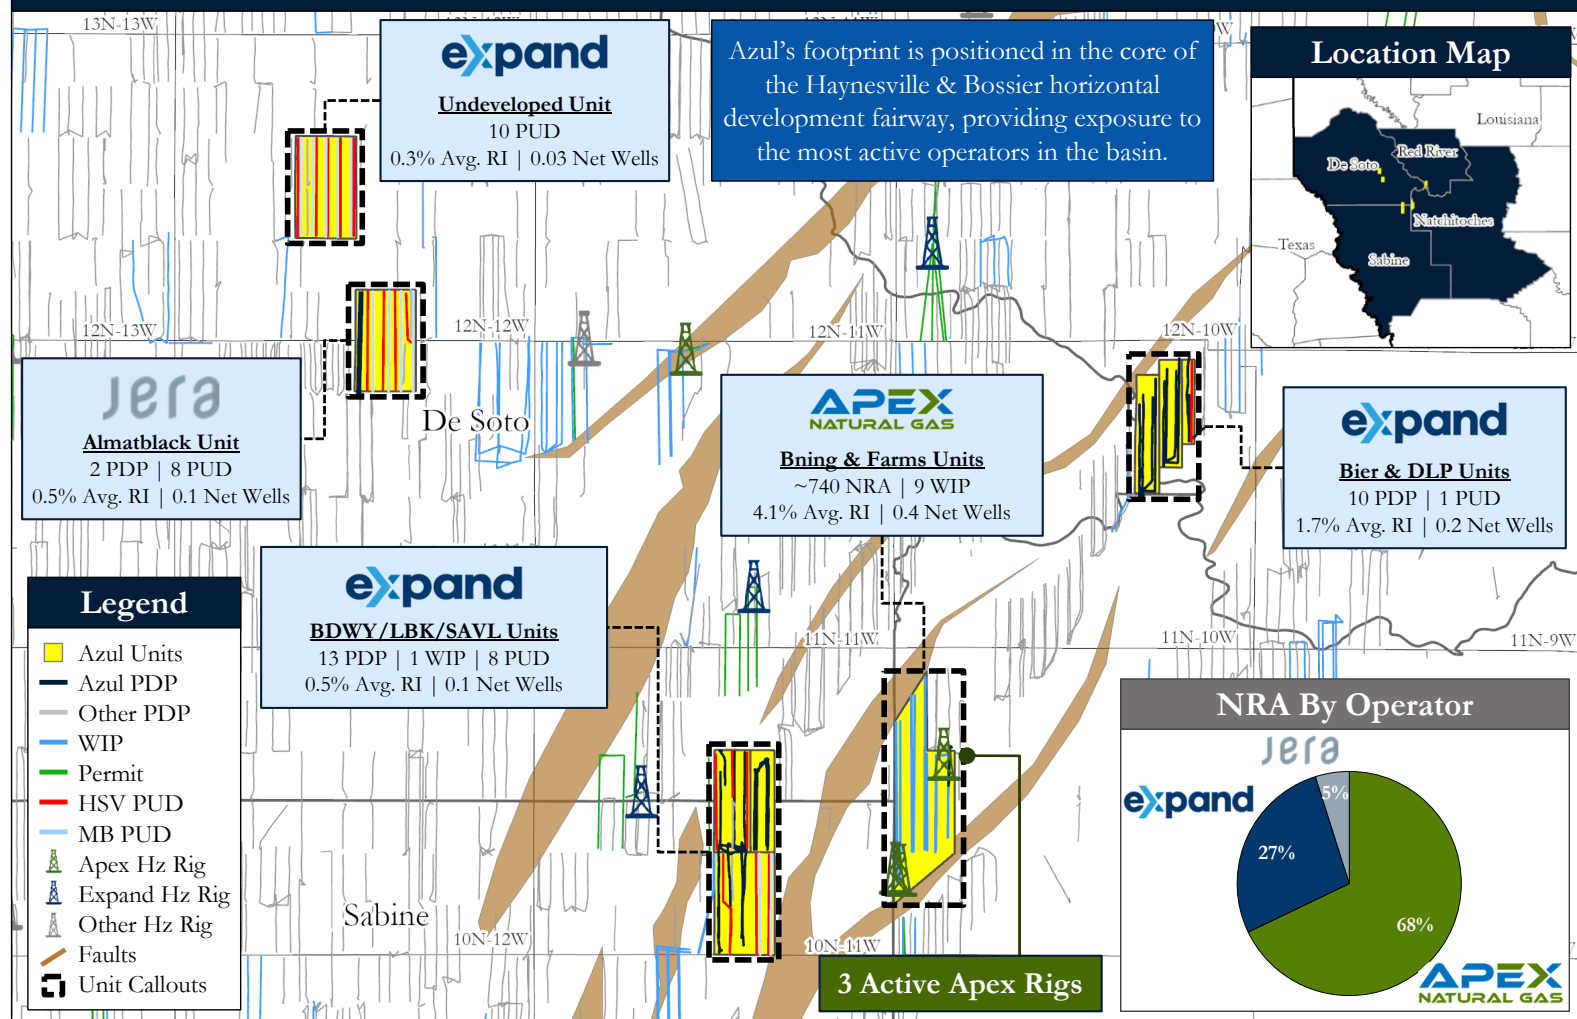 13N-13W
expand
Undeveloped Unit
10 PUD
0.3% Avg. RI | 0.03 Net Wells
Azul's footprint is positioned in the core of
the Haynesville & Bossier horizontal
development fairway, providing exposure to
the most active operators in the basin.
Location Map
Louisiana
Red River
De Soto
Natchitoches
Texas
Sabine
12N-13W
12N-12W
12N-11W
12N-10W
jera
Almatblack Unit
2 PDP | 8 PUD
0.5% Avg. RI | 0.1 Net Wells
De Soto
APEX
NATURAL GAS
Bning & Farms Units
~740 NRA | 9 WIP
4.1% Avg. RI | 0.4 Net Wells
expand
Bier & DLP Units
10 PDP | 1 PUD
1.7% Avg. RI | 0.2 Net Wells
expand
BDWY/LBK/SAVL Units
13 PDP | 1 WIP | 8 PUD
0.5% Avg. RI | 0.1 Net Wells
11N-11W
11N-10W
11N-9W
Legend
Azul Units
Azul PDP
Other PDP
WIP
Permit
HSV PUD
MB PUD
Apex Hz Rig
Expand Hz Rig
Other Hz Rig
Faults
Unit Callouts
Sabine
10N-12W
10N-11W
3 Active Apex Rigs
NRA By Operator
jera
expand
5%
27%
68%
APEX
NATURAL GAS